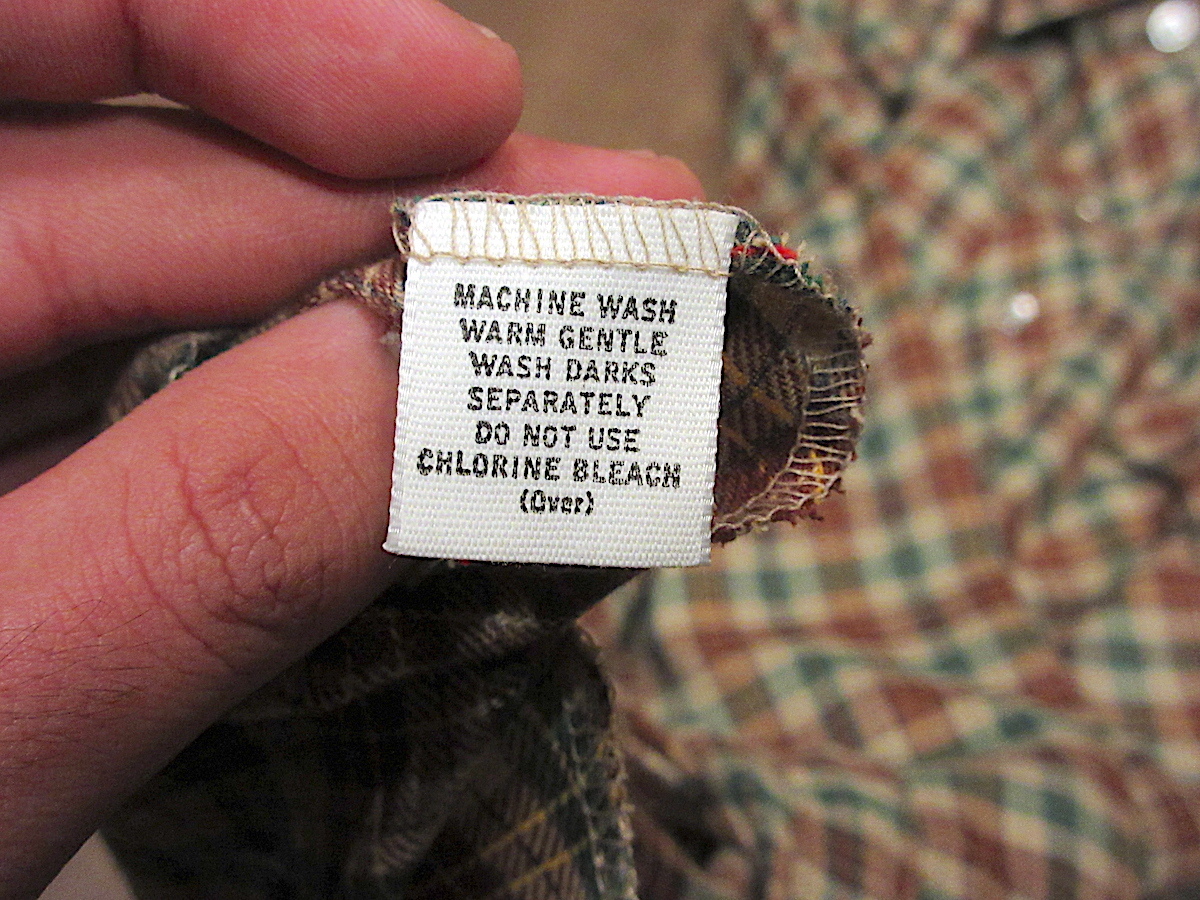 MACHINE WASH
WARM GENTLE
WASH DARKS
SEPARATELY
DO NOT USE
CHLORINE BLEACH
(Over)